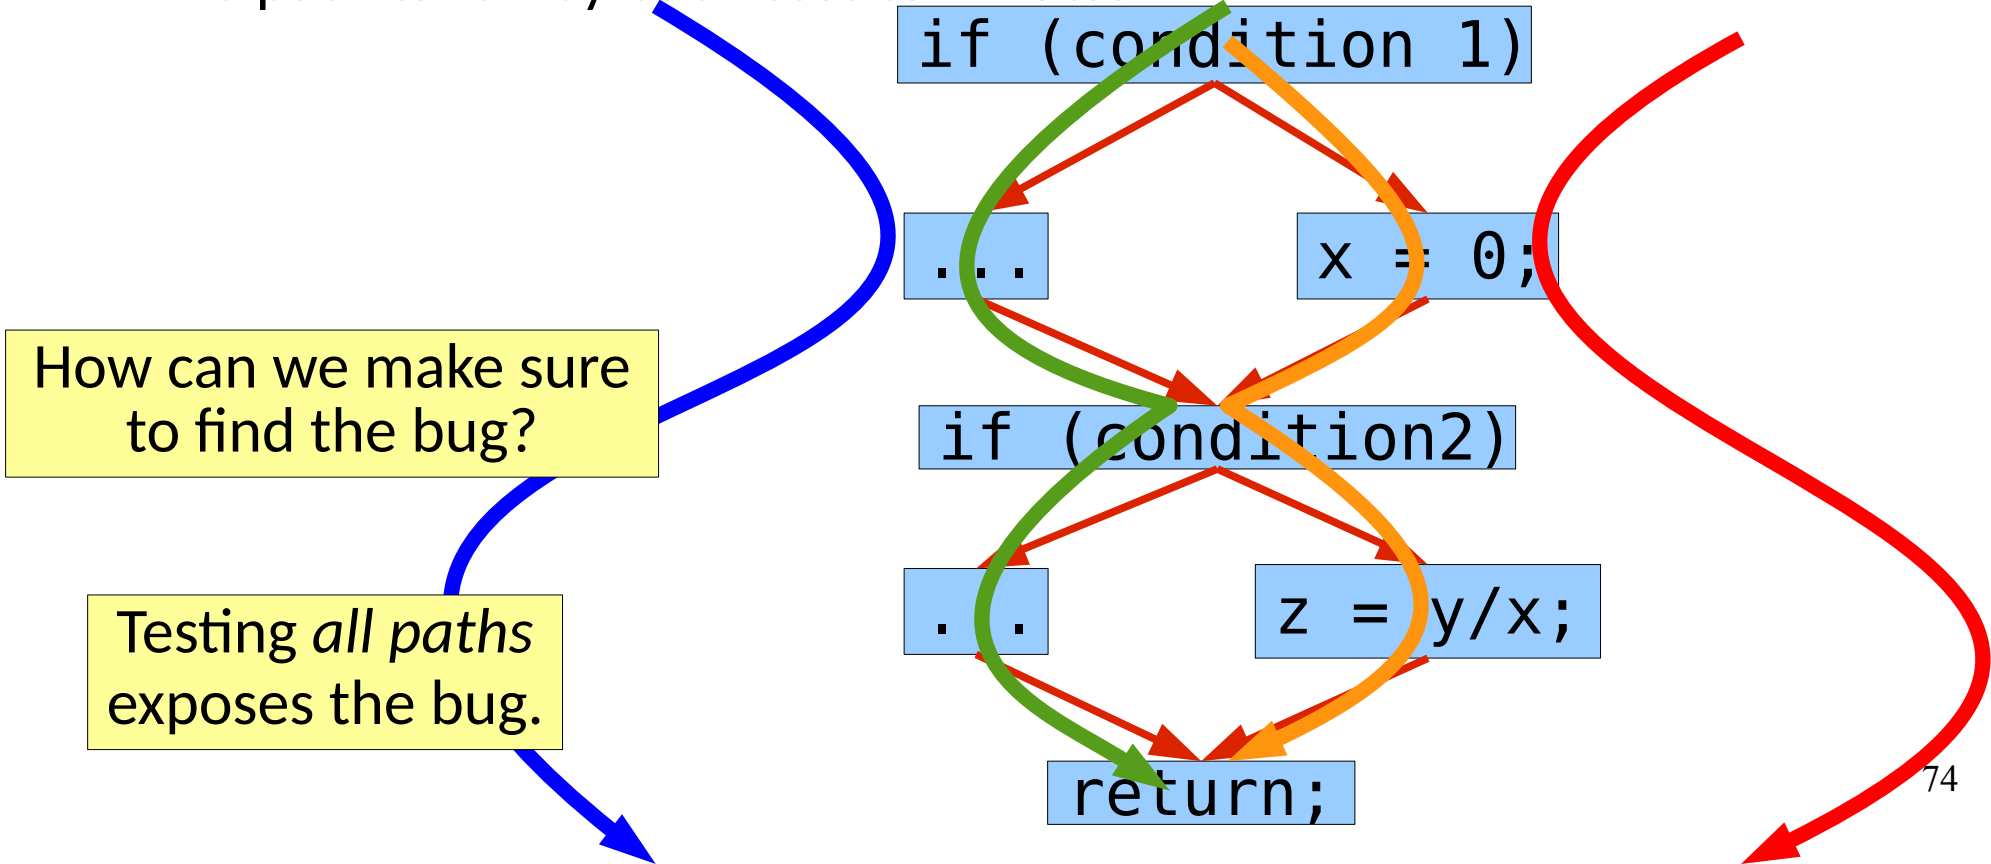 if (condition 1)
... x = 0;
How can we make sure
to find the bug?
if (condition2)
Testing all paths
exposes the bug.
. . z = y/x;
return;
74